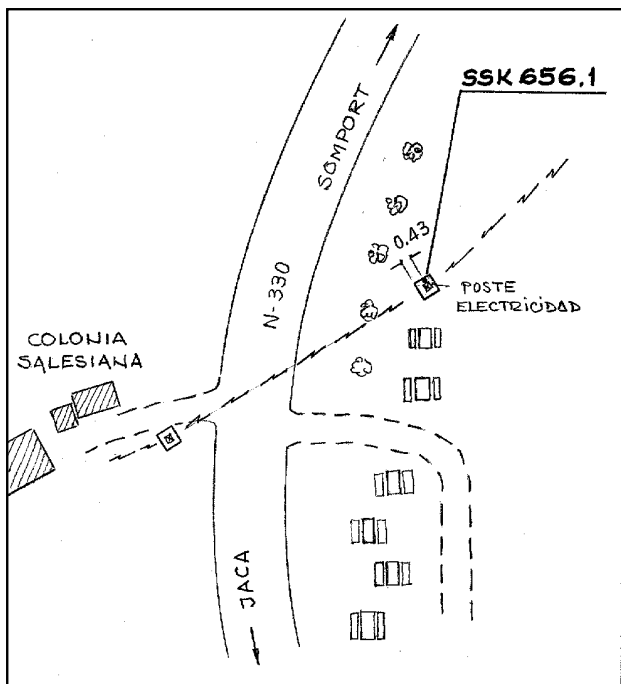 SSK 656.1
SOMPORT
0.43
N-330
POSTE
ELECTRICIDAD
COLONIA
SALESIANA
JACA